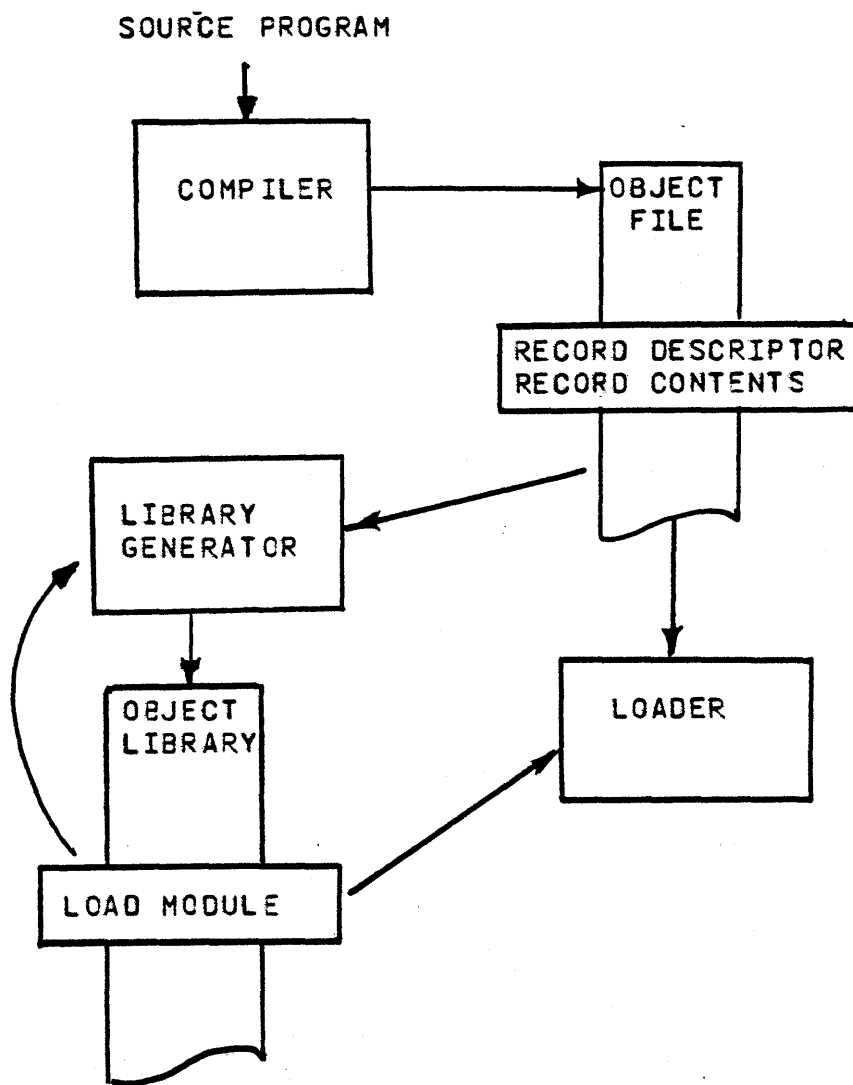 SOURCE PROGRAM
COMPILER
OBJECT
FILE
RECORD DESCRIPTOR
RECORD CONTENTS
LIBRARY
GENERATOR
OBJECT
LIBRARY
LOADER
LOAD MODULE